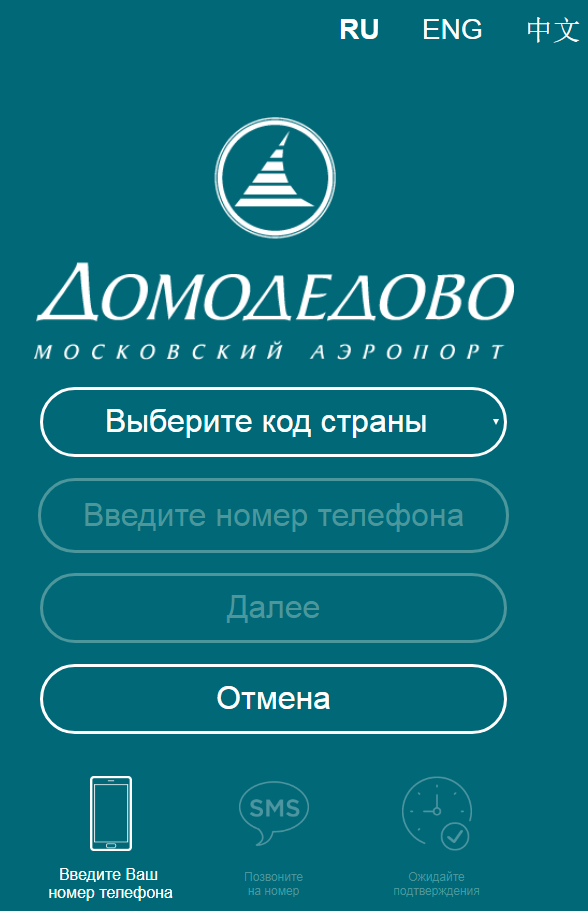 RU ENG 中文
ДОМОДЕДОВО
МОСКОВСКИЙ АЭРОПОРТ
Выберите код страны
Введите номер телефона
Далее
Отмена
SMS
Введите Ваш
номер телефона
Позвоните
на номер
Ожидайте
подтверждения